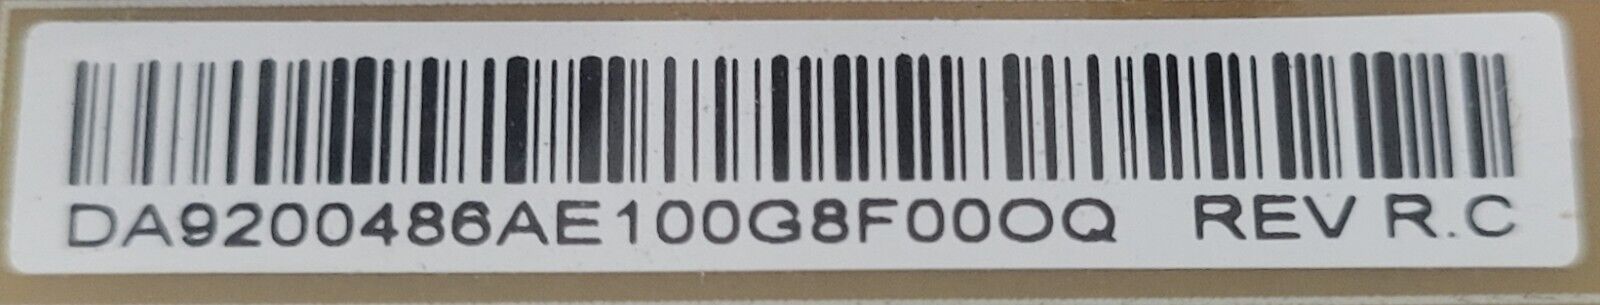 DA9200486AE100G8F00OQ REV R.C